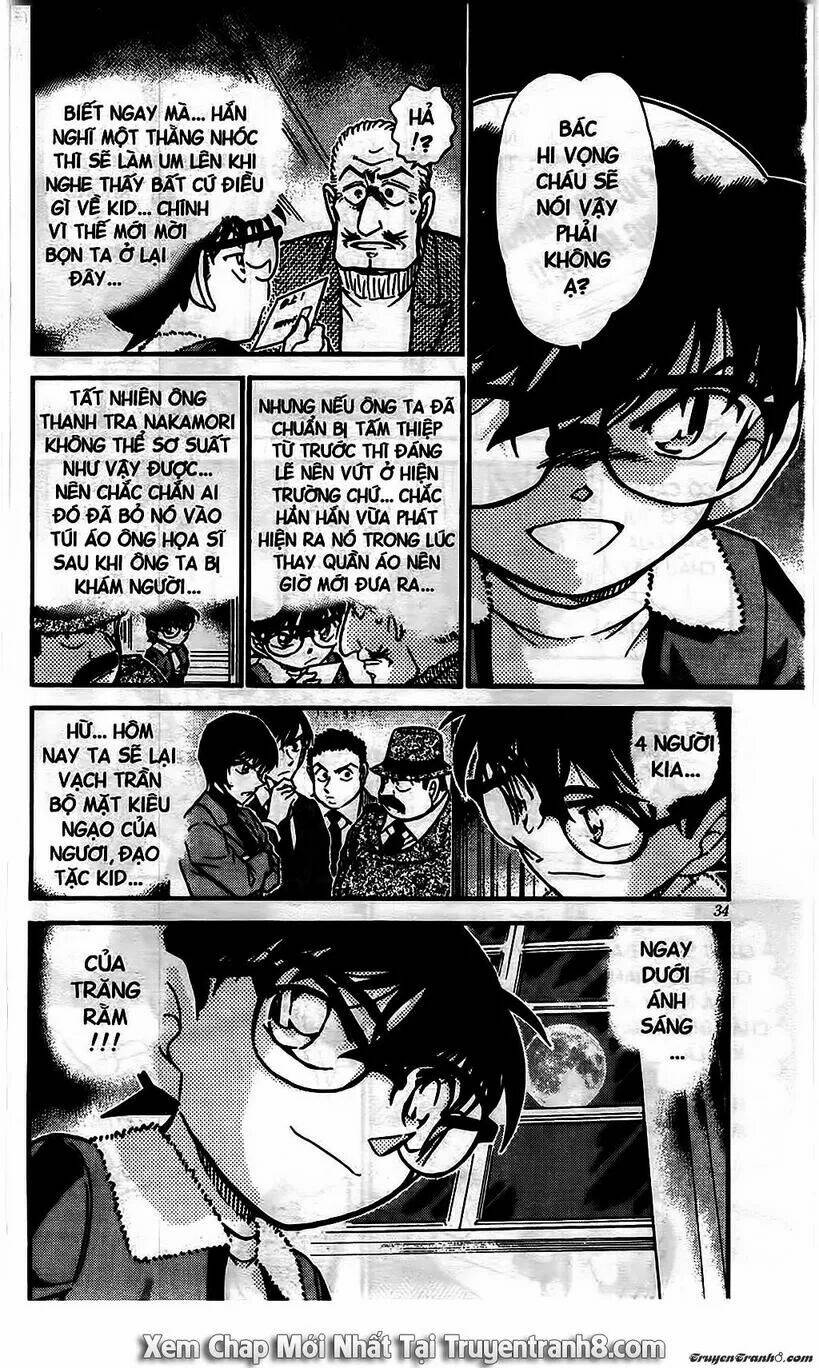 BÁC
HI VỌNG
CHÁU SẼ
NÓI VẬY
PHẢI
KHÔNG
Ạ?
HẢ
!?
BIẾT NGAY MÀ... HẮN
NGHĨ MỘT THẰNG NHÓC
THÌ SẼ LÀM UM LÊN KHI
NGHE THẤY BẤT CỨ ĐIỀU
GÌ VỀ KID... CHÍNH
VÌ THẾ MỚI MỜI
BỌN TA Ở LẠI
ĐÂY...
NHƯNG NẾU ÔNG TA ĐÃ
CHUẨN BỊ TẤM THIỆP
TỪ TRƯỚC THÌ ĐÁNG
LẼ NÊN VỨT Ở HIỆN
TRƯỜNG CHỨ... CHẮC
HẲN HẮN VỪA PHÁT
HIỆN RA NÓ TRONG LÚC
THAY QUẦN ÁO NÊN
GIỜ MỚI ĐƯA RA...
TẤT NHIÊN ÔNG
THANH TRA NAKAMORI
KHÔNG THỂ SƠ SUẤT
NHƯ VẬY ĐƯỢC...
NÊN CHẮC CHẮN AI
ĐÓ ĐÃ BỎ NÓ VÀO
TÚI ÁO ÔNG HỌA SĨ
SAU KHI ÔNG TA BỊ
KHÁM NGƯỜI...
4 NGƯỜI
KIA...
HỪ... HÔM
NAY TA SẼ LẠI
VẠCH TRẦN
BỘ MẶT KIÊU
NGẠO CỦA
NGƯƠI, ĐẠO
TẶC KID...
34
NGAY
DƯỚI
ÁNH
SÁNG
...
CỦA
TRĂNG
RẰM
!!!
Xem Chap Mới Nhất Tại Truyentranh8.com
TruyenTranh8.com